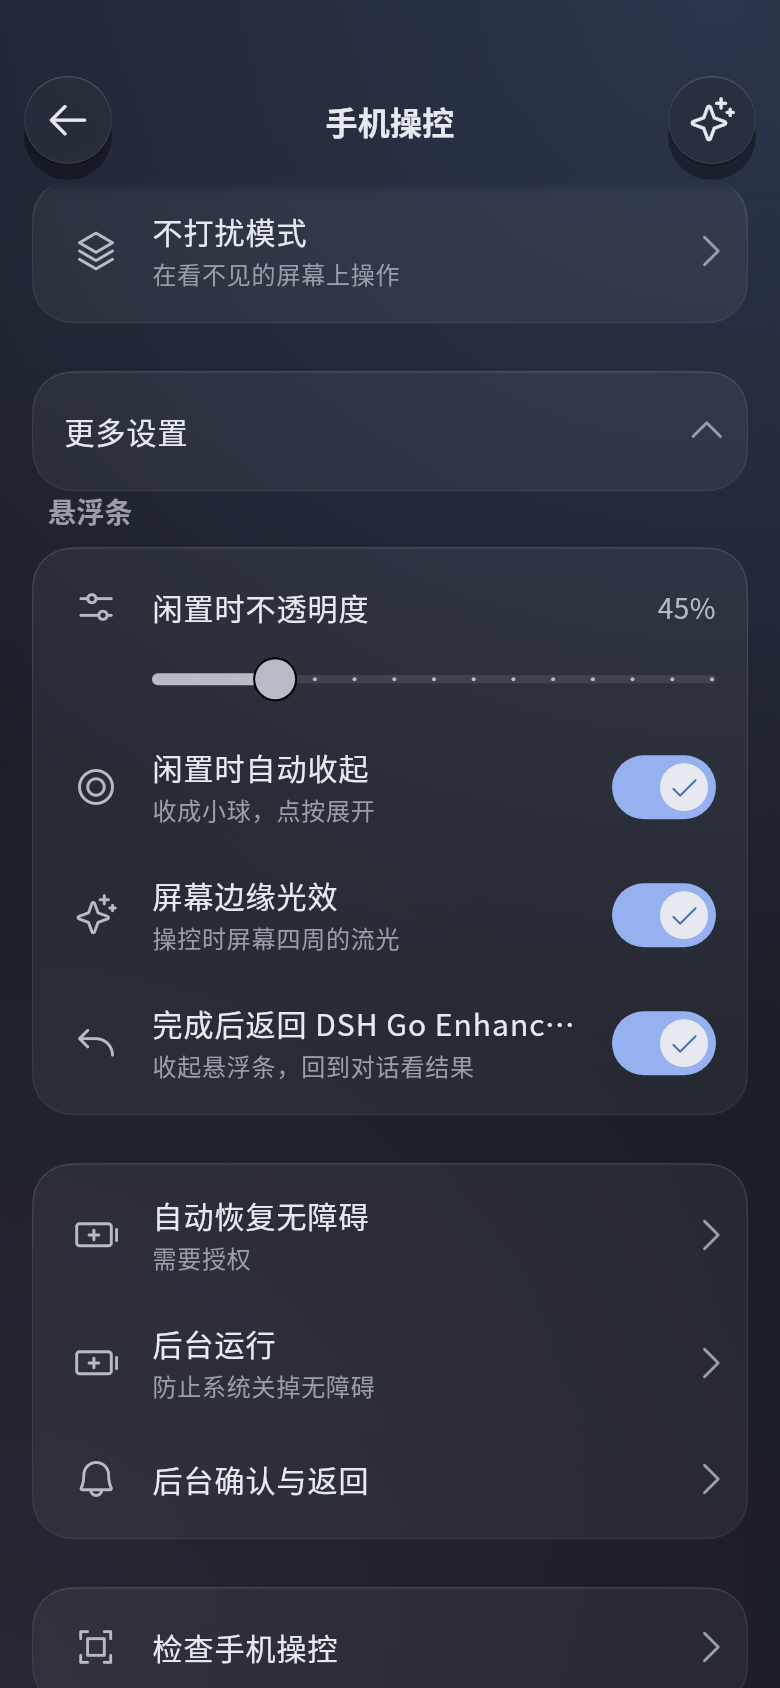 手机操控
不打扰模式
在看不见的屏幕上操作
更多设置
悬浮条
闲置时不透明度
45%
闲置时自动收起
收成小球，点按展开
屏幕边缘光效
操控时屏幕四周的流光
完成后返回 DSH Go Enhanc…
收起悬浮条，回到对话看结果
自动恢复无障碍
需要授权
后台运行
防止系统关掉无障碍
后台确认与返回
检查手机操控